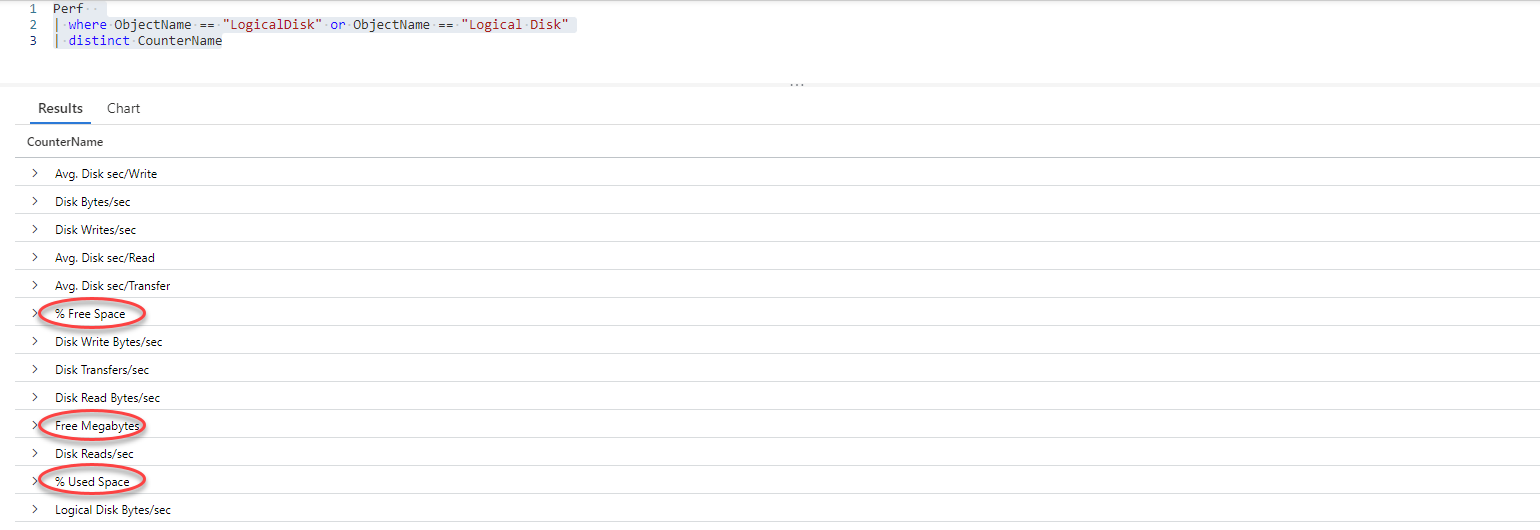 1 Perf
2 | where ObjectName == "LogicalDisk" or ObjectName == "Logical Disk"
3 | distinct CounterName
...
Results Chart
CounterName
Avg. Disk sec/Write
Disk Bytes/sec
Disk Writes/sec
Avg. Disk sec/Read
Avg. Disk sec/Transfer
% Free Space
Disk Write Bytes/sec
Disk Transfers/sec
Disk Read Bytes/sec
Free Megabytes
Disk Reads/sec
% Used Space
Logical Disk Bytes/sec